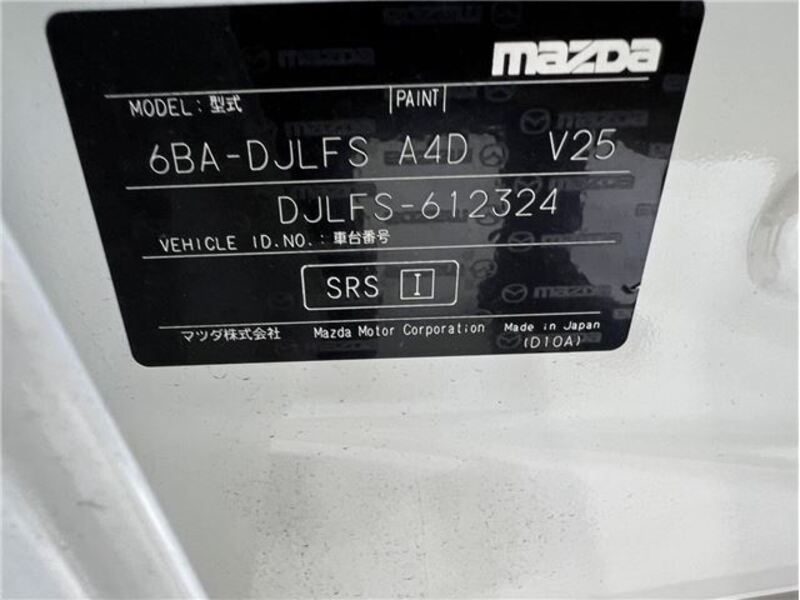 mazda
MODEL: 型式 PAINT
6BA-DJLFS A4D V25
DJLFS-612324
VEHICLE ID.NO.: 車台番号
SRS I
マツダ株式会社 Mazda Motor Corporation Made in Japan
(D10A)